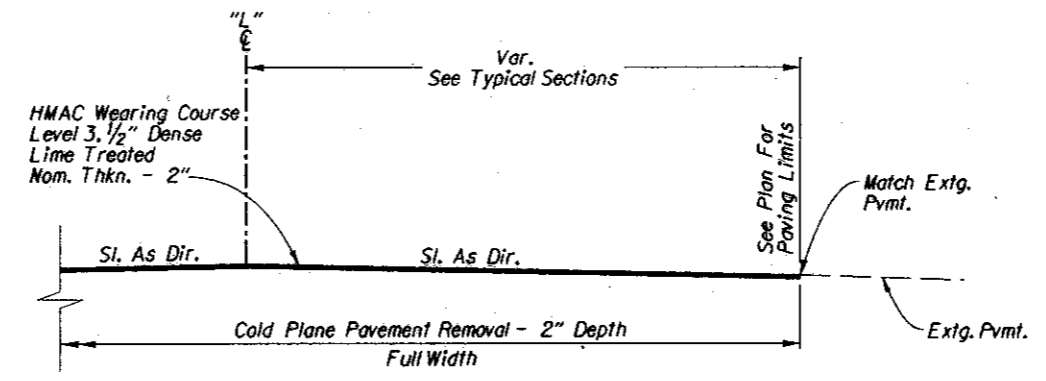 "L"
℄
Var.
See Typical Sections
HMAC Wearing Course
Level 3, ½" Dense
Lime Treated
Nom. Thkn. - 2"
See Plan For
Paving Limits
Match Extg.
Pvmt.
Sl. As Dir.
Sl. As Dir.
Cold Plane Pavement Removal - 2" Depth
Full Width
Extg. Pvmt.